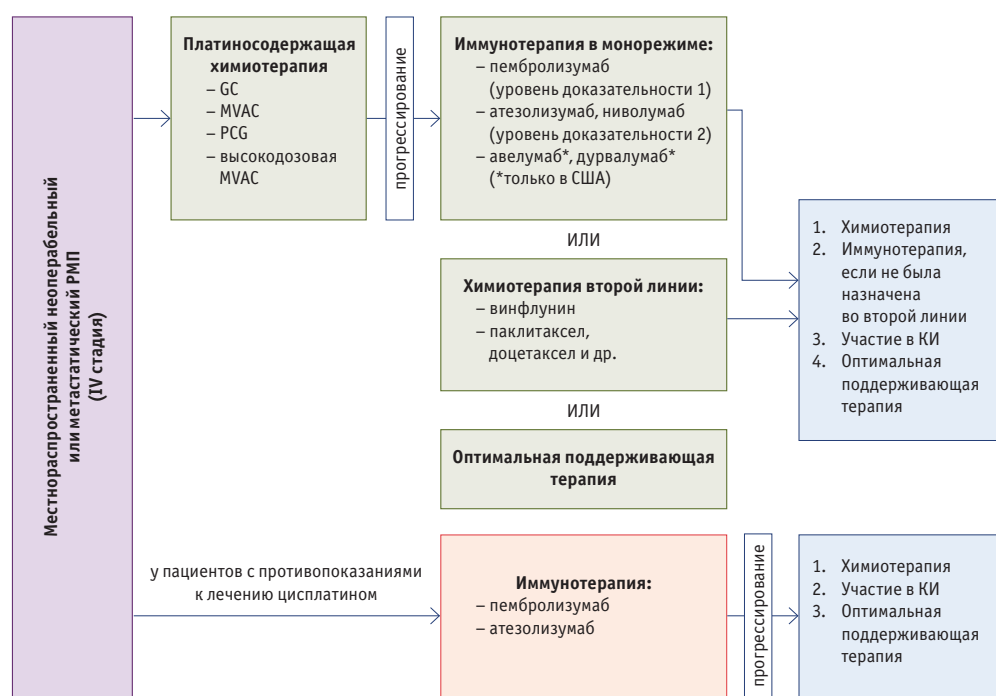 Местнораспространенный неоперабельный
или метастатический РМП
(IV стадия)
Платиносодержащая
химиотерапия
– GC
– MVAC
– PCG
– высокодозовая
MVAC
прогрессирование
Иммунотерапия в монорежиме:
– пембролизумаб
(уровень доказательности 1)
– атезолизумаб, ниволумаб
(уровень доказательности 2)
– авелумаб*, дурвалумаб*
(*только в США)
ИЛИ
Химиотерапия второй линии:
– винфлунин
– паклитаксел,
доцетаксел и др.
ИЛИ
Оптимальная поддерживающая
терапия
1. Химиотерапия
2. Иммунотерапия,
если не была
назначена
во второй линии
3. Участие в КИ
4. Оптимальная
поддерживающая
терапия
у пациентов с противопоказаниями
к лечению цисплатином
Иммунотерапия:
– пембролизумаб
– атезолизумаб
прогрессирование
1. Химиотерапия
2. Участие в КИ
3. Оптимальная
поддерживающая
терапия